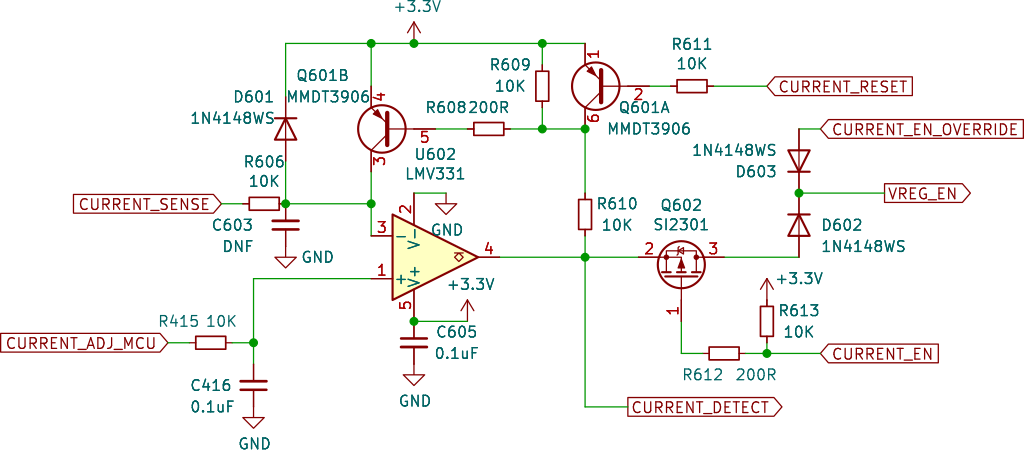 +3.3V
R611
10K
R609
10K
Q601B
MMDT3906
1
2
6
Q601A
MMDT3906
CURRENT_RESET
D601
1N4148WS
4
5
3
R608
200R
CURRENT_EN_OVERRIDE
U602
LMV331
1N4148WS
D603
R606
10K
CURRENT_SENSE
VREG_EN
C603
DNF
GND
2
GND
3
1
4
5
-
+
V-
V+
R610
10K
Q602
SI2301
2
3
1
D602
1N4148WS
+3.3V
+3.3V
R613
10K
R415
10K
CURRENT_ADJ_MCU
C605
0.1uF
GND
C416
0.1uF
GND
R612
200R
CURRENT_EN
CURRENT_DETECT